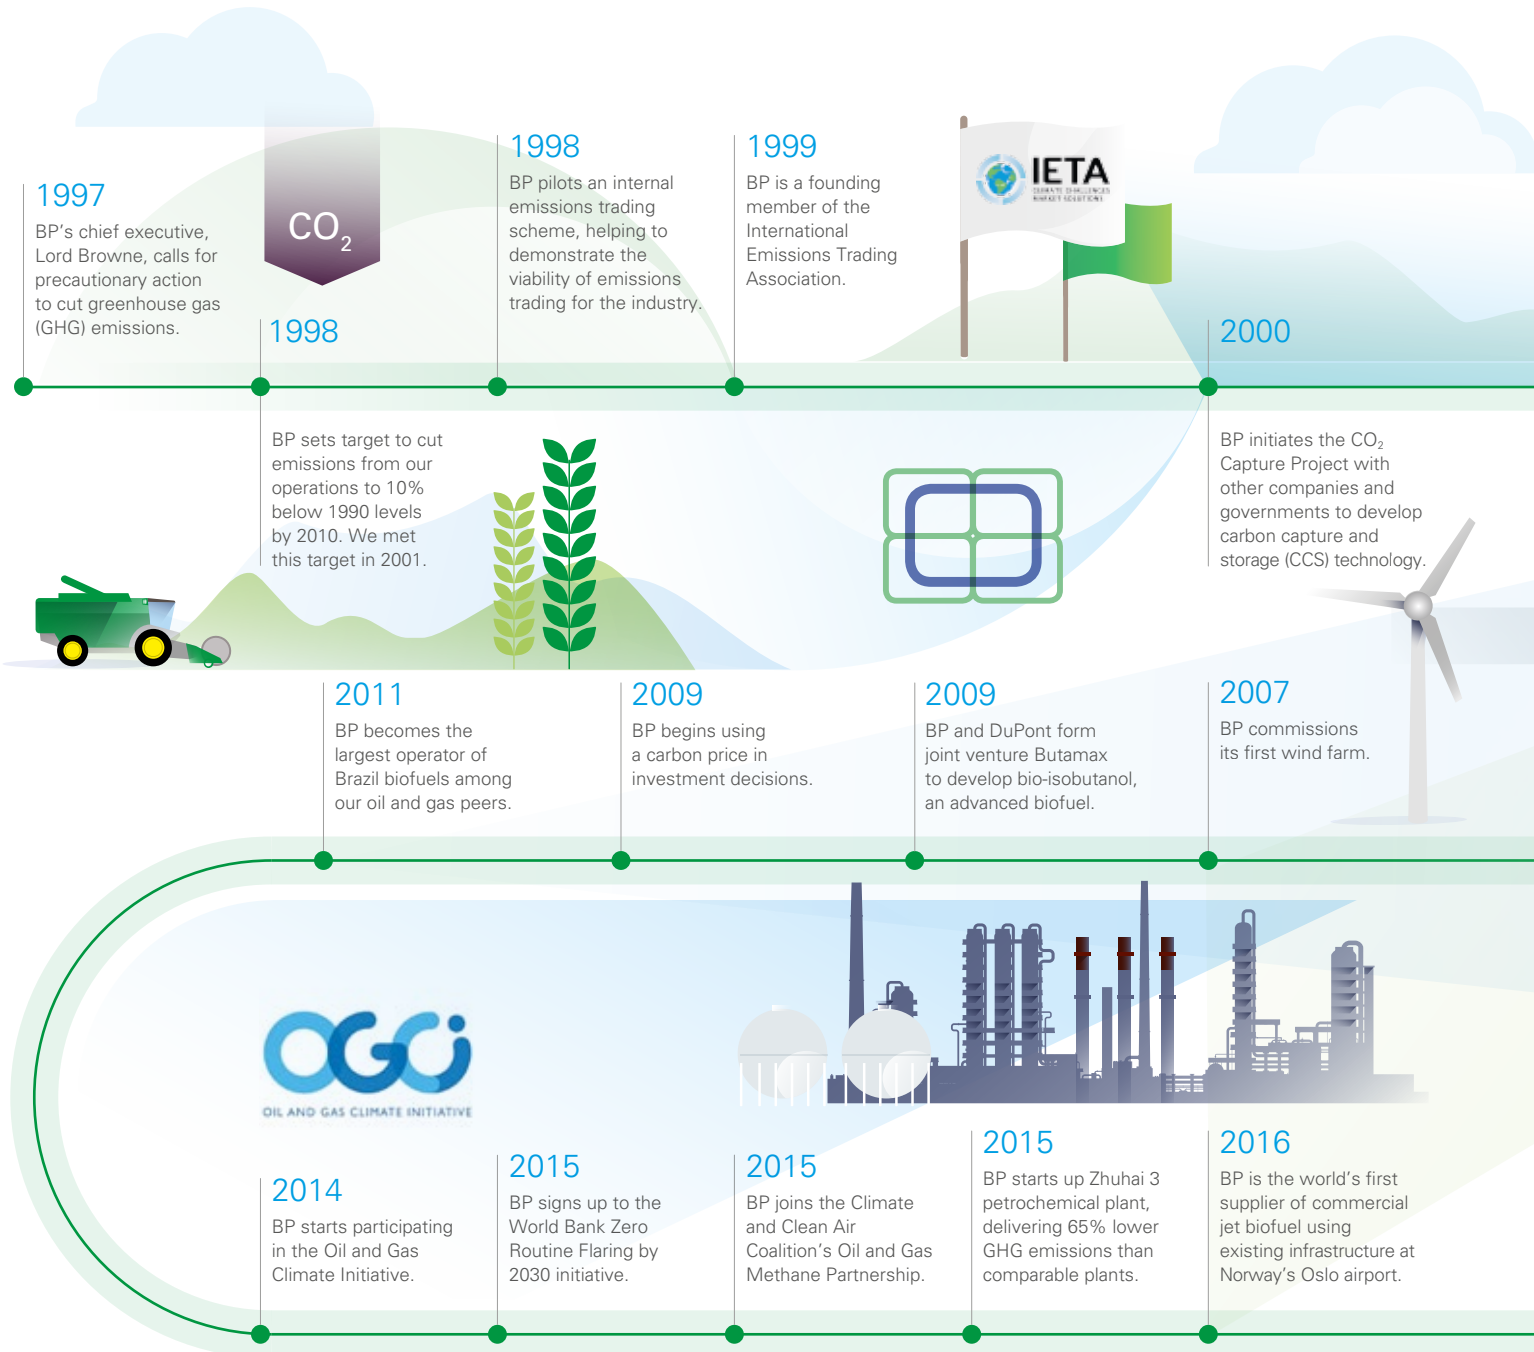 1997
BP's chief executive,
Lord Browne, calls for
precautionary action
to cut greenhouse gas
(GHG) emissions.
CO₂
1998
BP sets target to cut
emissions from our
operations to 10%
below 1990 levels
by 2010. We met
this target in 2001.
1998
BP pilots an internal
emissions trading
scheme, helping to
demonstrate the
viability of emissions
trading for the industry.
1999
BP is a founding
member of the
International
Emissions Trading
Association.
IETA
CLIMATE CHALLENGES
MARKET SOLUTIONS
2000
BP initiates the CO₂
Capture Project with
other companies and
governments to develop
carbon capture and
storage (CCS) technology.
2011
BP becomes the
largest operator of
Brazil biofuels among
our oil and gas peers.
2009
BP begins using
a carbon price in
investment decisions.
2009
BP and DuPont form
joint venture Butamax
to develop bio-isobutanol,
an advanced biofuel.
2007
BP commissions
its first wind farm.
OGCi
OIL AND GAS CLIMATE INITIATIVE
2014
BP starts participating
in the Oil and Gas
Climate Initiative.
2015
BP signs up to the
World Bank Zero
Routine Flaring by
2030 initiative.
2015
BP joins the Climate
and Clean Air
Coalition's Oil and Gas
Methane Partnership.
2015
BP starts up Zhuhai 3
petrochemical plant,
delivering 65% lower
GHG emissions than
comparable plants.
2016
BP is the world's first
supplier of commercial
jet biofuel using
existing infrastructure at
Norway's Oslo airport.